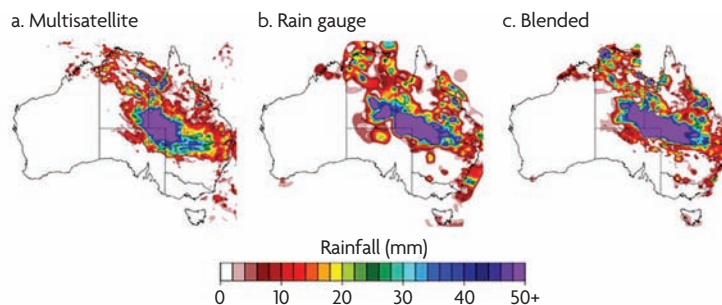 a. Multisatellite b. Rain gauge c. Blended
Rainfall (mm)
0 10 20 30 40 50+